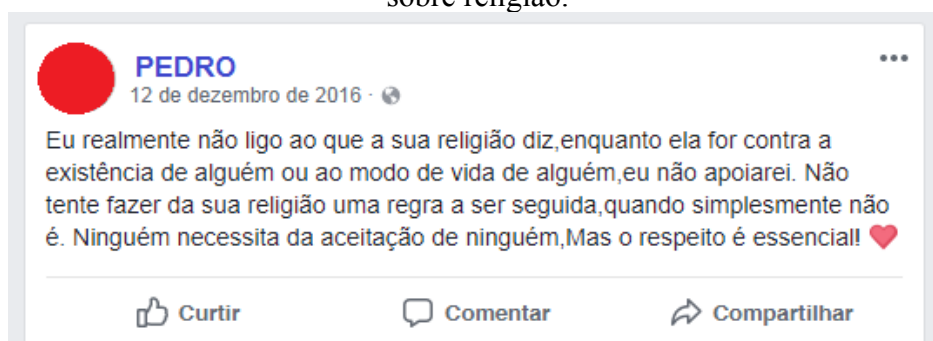 sobre religião.
PEDRO
12 de dezembro de 2016 ·
Eu realmente não ligo ao que a sua religião diz,enquanto ela for contra a
existência de alguém ou ao modo de vida de alguém,eu não apoiarei. Não
tente fazer da sua religião uma regra a ser seguida,quando simplesmente não
é. Ninguém necessita da aceitação de ninguém,Mas o respeito é essencial! ❤
Curtir Comentar Compartilhar